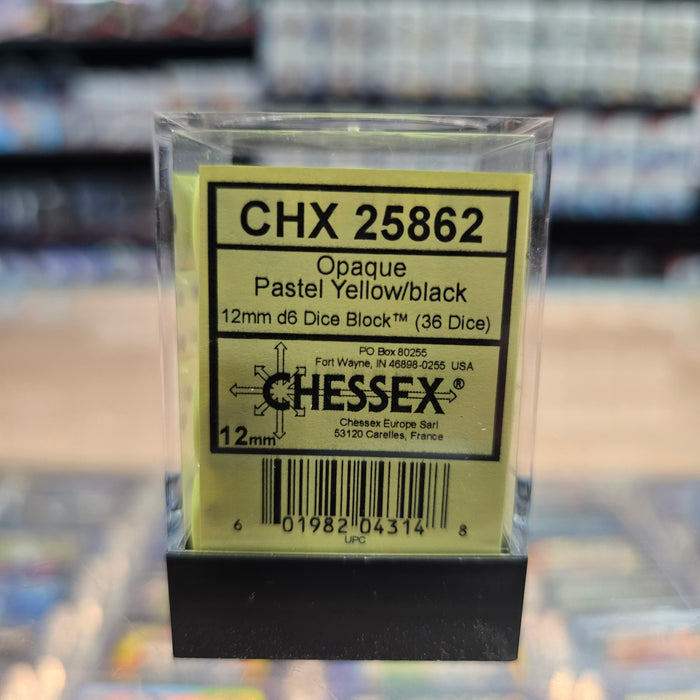 CHX 25862
Opaque
Pastel Yellow/black
12mm d6 Dice Block™ (36 Dice)
PO Box 80255
Fort Wayne, IN 46898-0255 USA
CHESSEX®
Chessex Europe Sarl
53120 Carelles, France
12mm
6 01982 04314 8
UPC